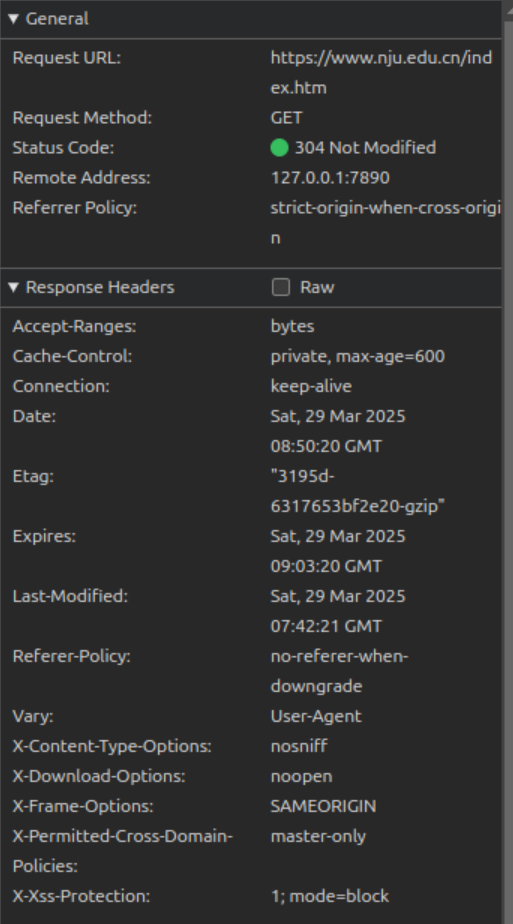 General
Request URL: https://www.nju.edu.cn/ind
ex.htm
Request Method: GET
Status Code: 304 Not Modified
Remote Address: 127.0.0.1:7890
Referrer Policy: strict-origin-when-cross-origi
n
Response Headers Raw
Accept-Ranges: bytes
Cache-Control: private, max-age=600
Connection: keep-alive
Date: Sat, 29 Mar 2025
08:50:20 GMT
Etag: "3195d-
6317653bf2e20-gzip"
Expires: Sat, 29 Mar 2025
09:03:20 GMT
Last-Modified: Sat, 29 Mar 2025
07:42:21 GMT
Referer-Policy: no-referer-when-
downgrade
Vary: User-Agent
X-Content-Type-Options: nosniff
X-Download-Options: noopen
X-Frame-Options: SAMEORIGIN
X-Permitted-Cross-Domain- master-only
Policies:
X-Xss-Protection: 1; mode=block